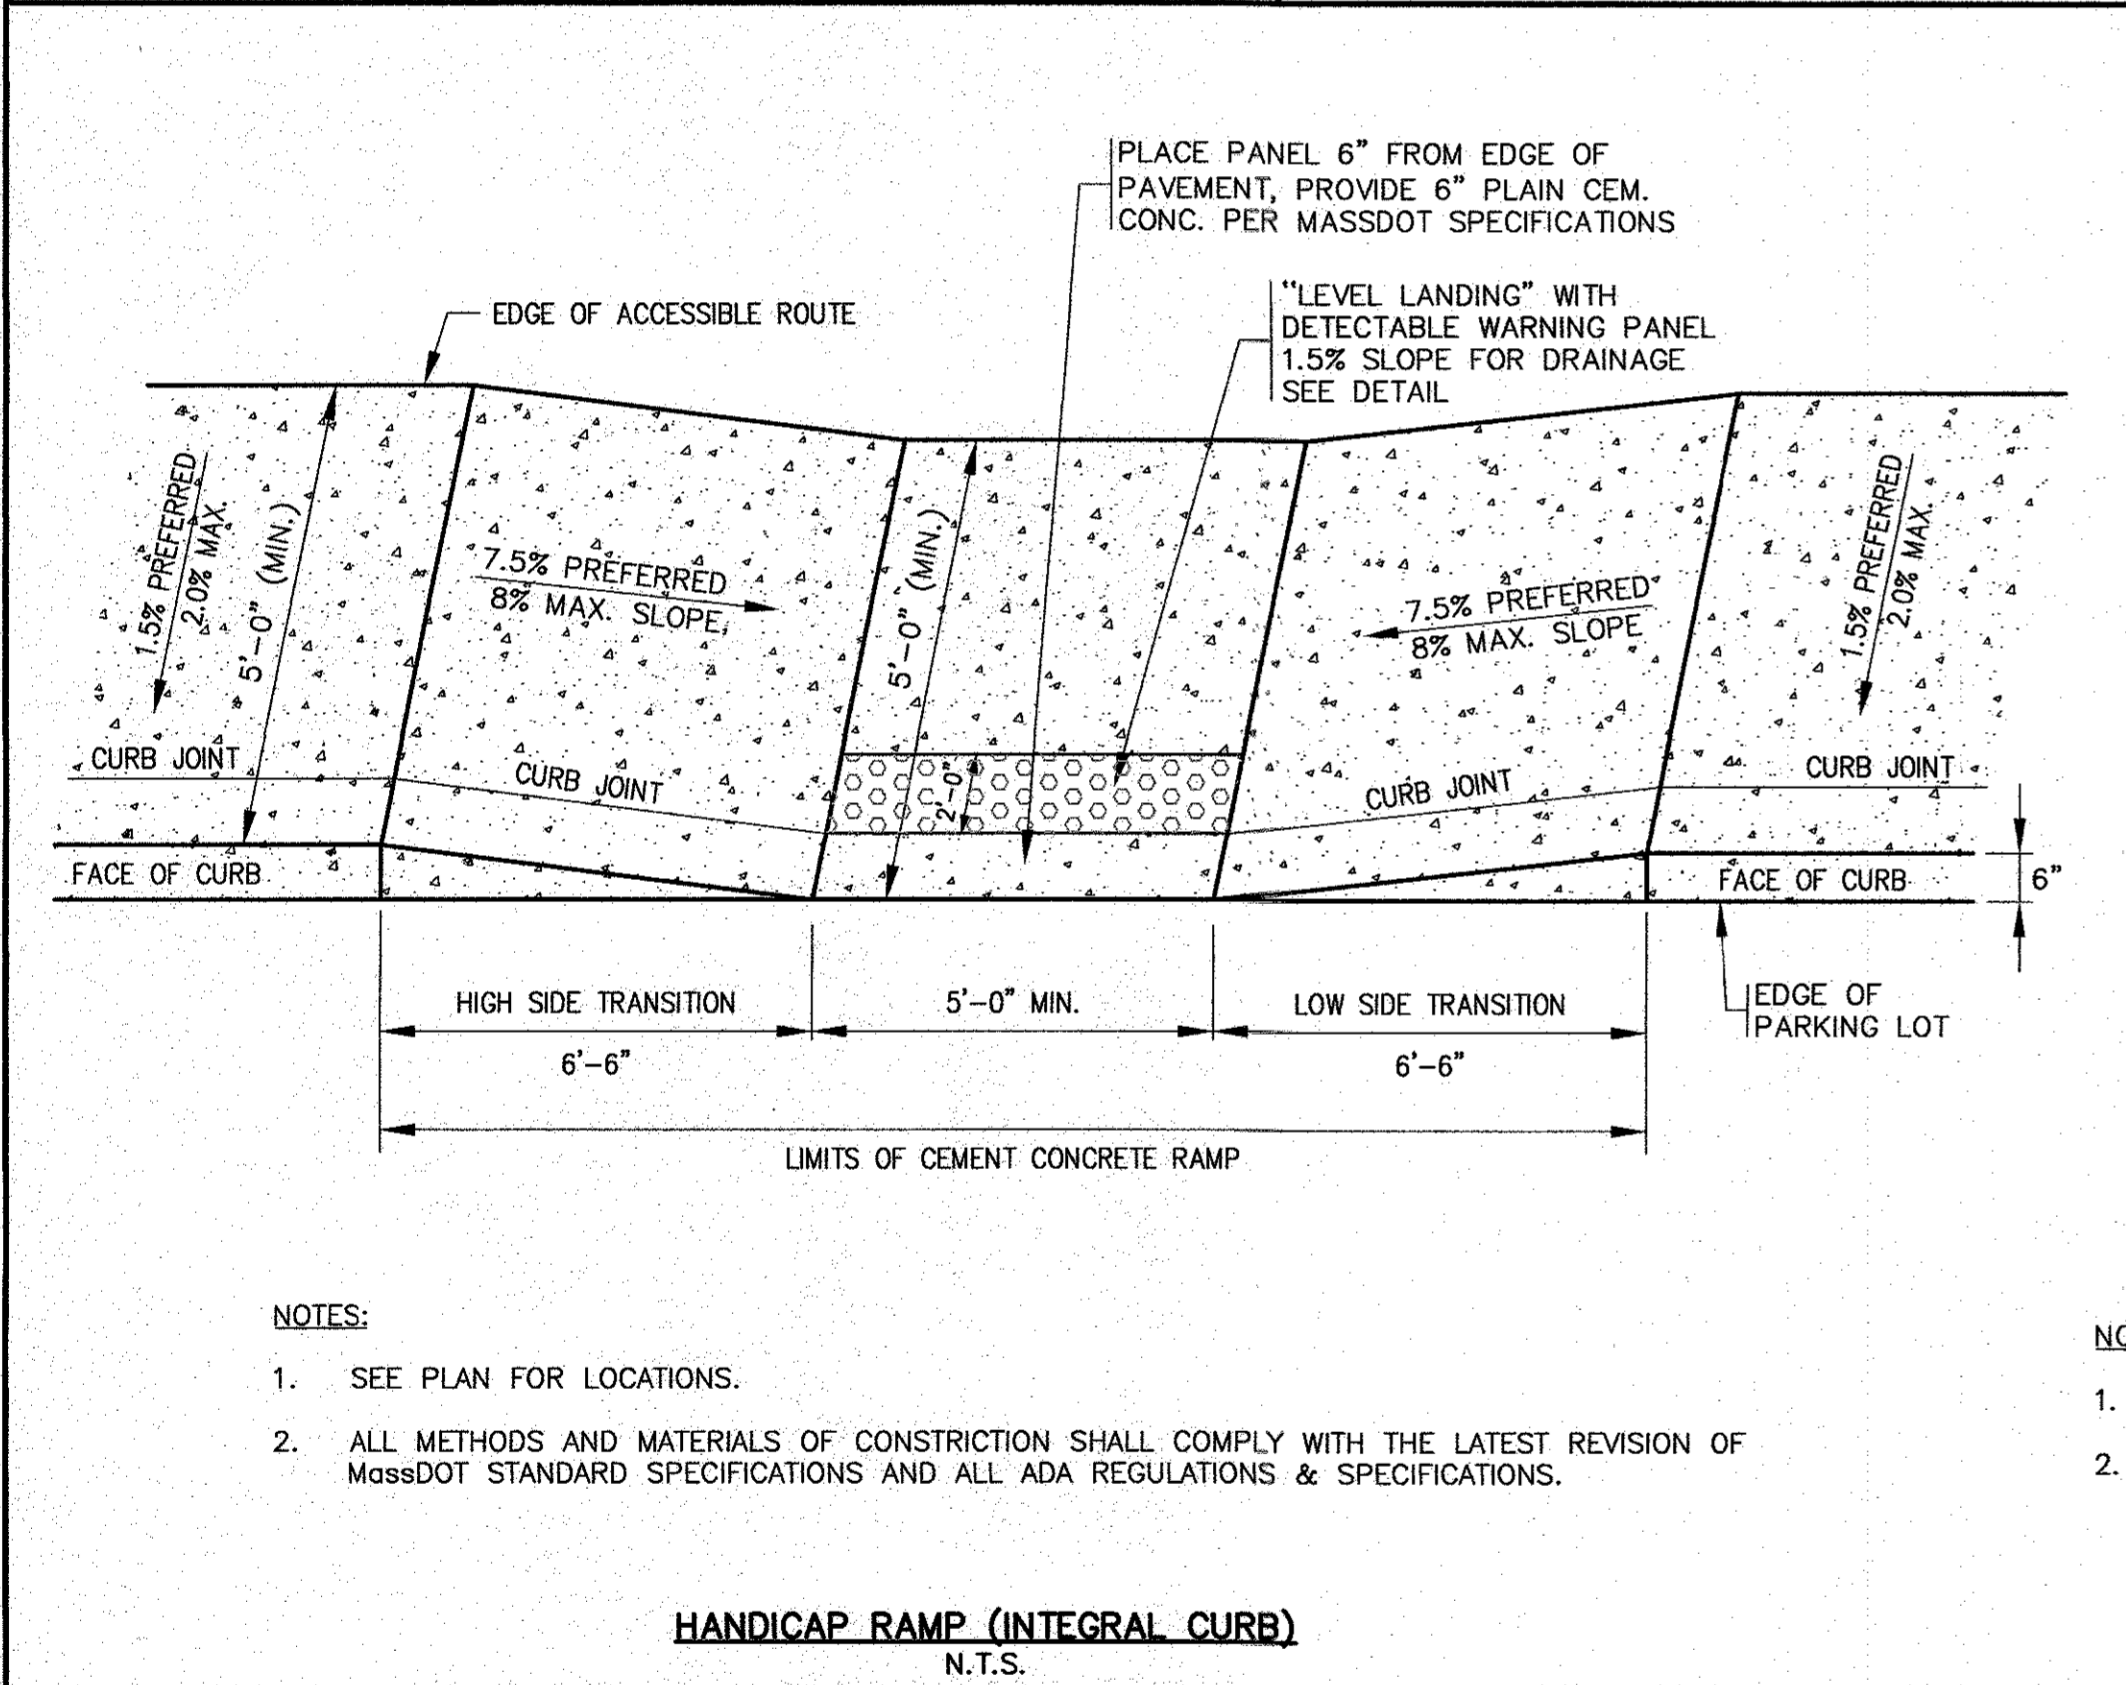 PLACE PANEL 6" FROM EDGE OF
PAVEMENT, PROVIDE 6" PLAIN CEM.
CONC. PER MASSDOT SPECIFICATIONS
"LEVEL LANDING" WITH
DETECTABLE WARNING PANEL
1.5% SLOPE FOR DRAINAGE
SEE DETAIL
EDGE OF ACCESSIBLE ROUTE
1.5% PREFERRED
2.0% MAX.
5'-0" (MIN.)
7.5% PREFERRED
8% MAX. SLOPE
5'-0" (MIN.)
7.5% PREFERRED
8% MAX. SLOPE
1.5% PREFERRED
2.0% MAX.
CURB JOINT
CURB JOINT
2'-0"
CURB JOINT
CURB JOINT
FACE OF CURB
FACE OF CURB
6"
HIGH SIDE TRANSITION
6'-6"
5'-0" MIN.
LOW SIDE TRANSITION
6'-6"
EDGE OF
PARKING LOT
LIMITS OF CEMENT CONCRETE RAMP
NOTES:
1. SEE PLAN FOR LOCATIONS.
2. ALL METHODS AND MATERIALS OF CONSTRICTION SHALL COMPLY WITH THE LATEST REVISION OF
MassDOT STANDARD SPECIFICATIONS AND ALL ADA REGULATIONS & SPECIFICATIONS.
1.
2.
HANDICAP RAMP (INTEGRAL CURB)
N.T.S.